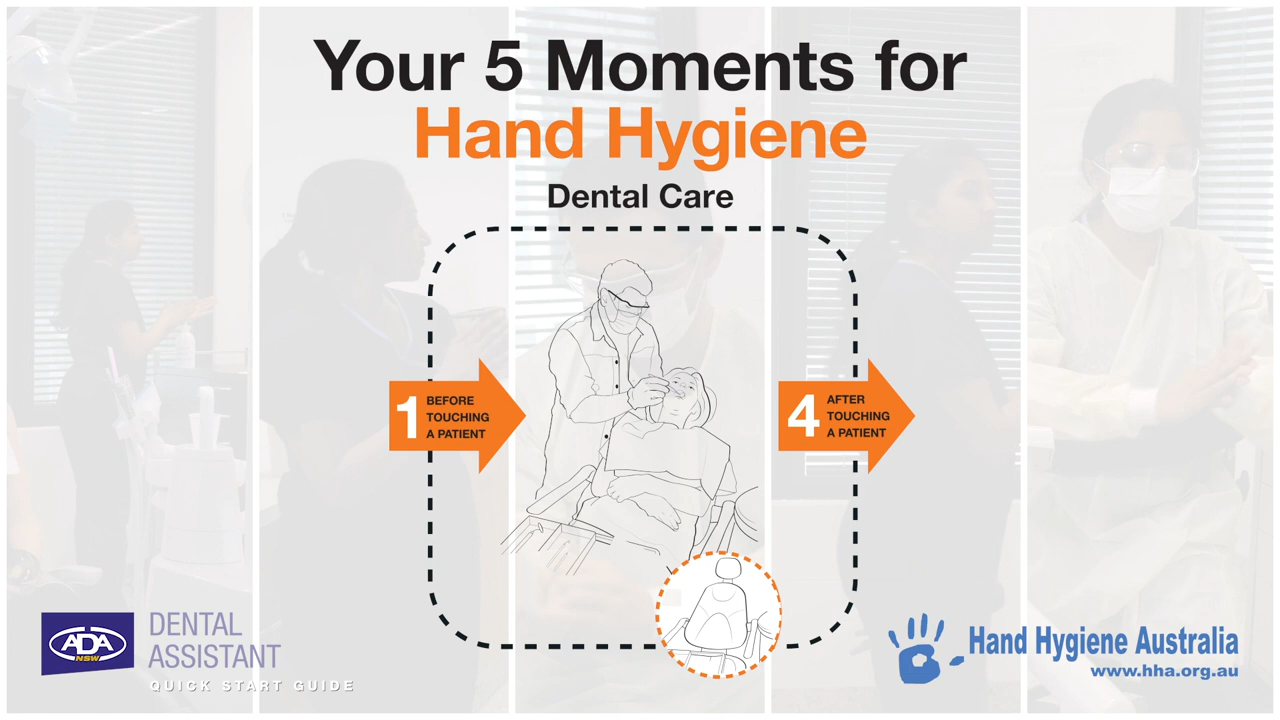 Your 5 Moments for
Hand Hygiene
Dental Care
1 BEFORE
TOUCHING
A PATIENT
4 AFTER
TOUCHING
A PATIENT
ADA
NSW
DENTAL
ASSISTANT
QUICK START GUIDE
Hand Hygiene Australia
www.hha.org.au